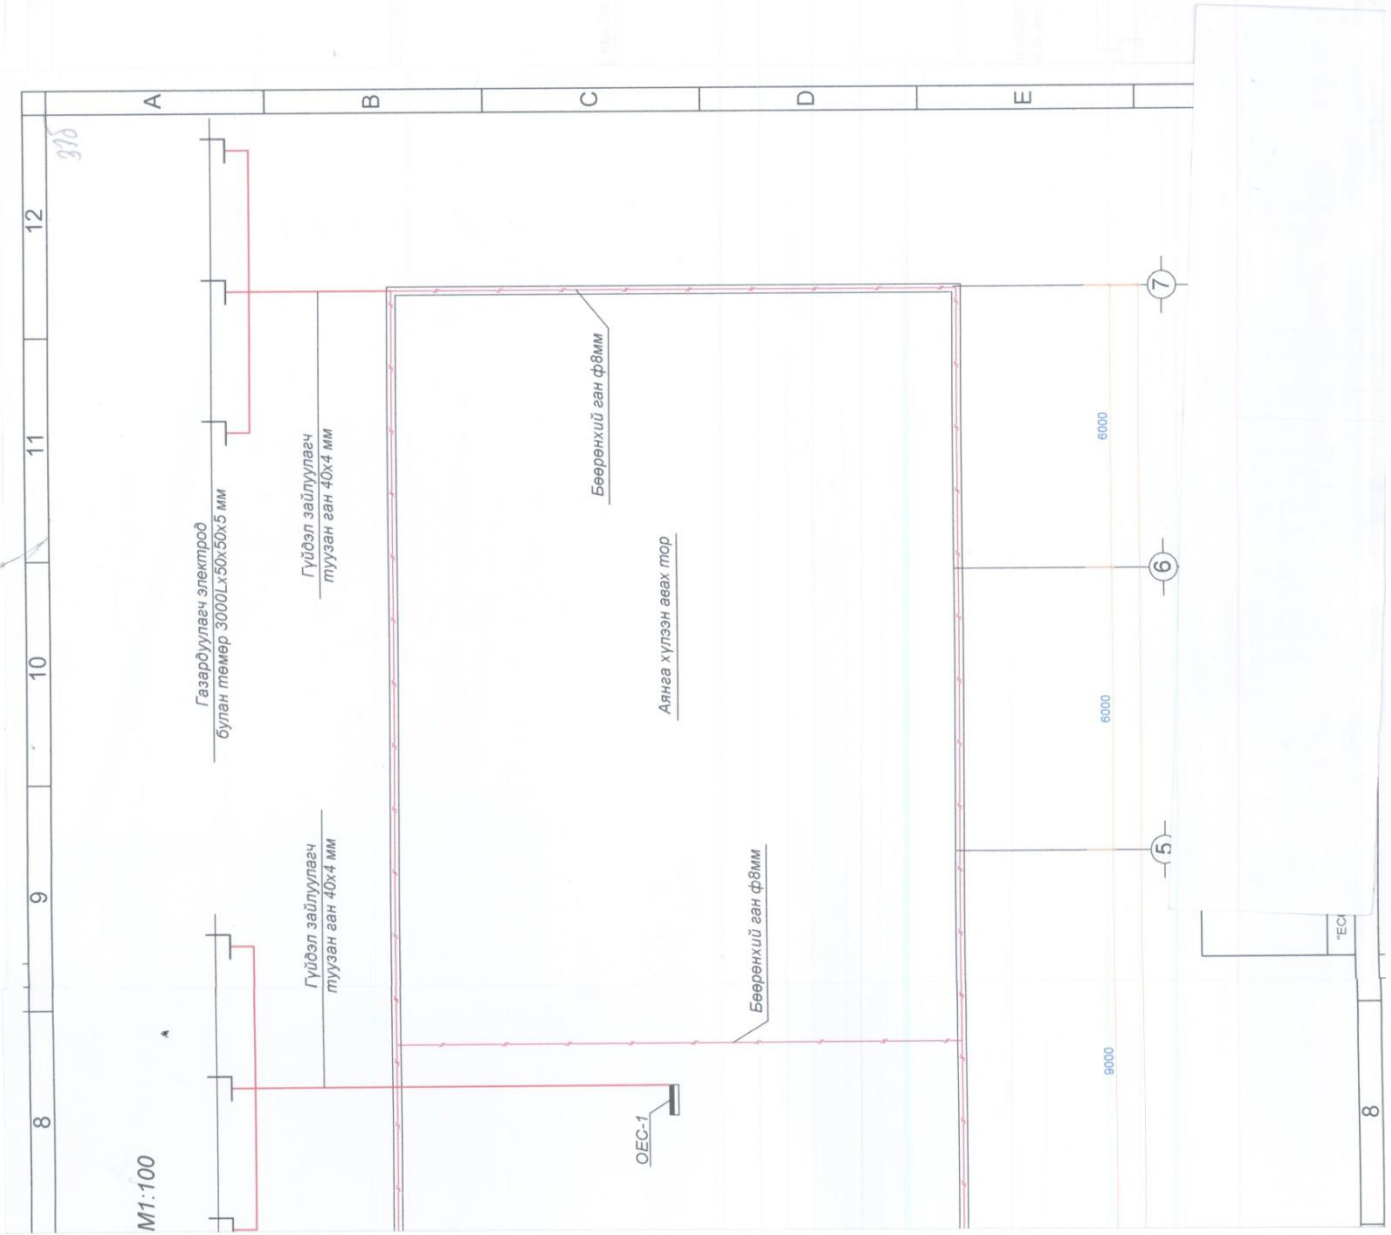 M1:100
8
9
10
11
12
A
B
C
D
E
Газардуулагч электрод
булан төмөр 3000Lx50x50x5 мм
Гүйдэл зайлуулагч
туузан ган 40x4 мм
Гүйдэл зайлуулагч
туузан ган 40x4 мм
Бөөрөнхий ган ф8мм
Аянга хүлээн авах тор
Бөөрөнхий ган ф8мм
ОЕС-1
9000
6000
6000
5
6
7
8